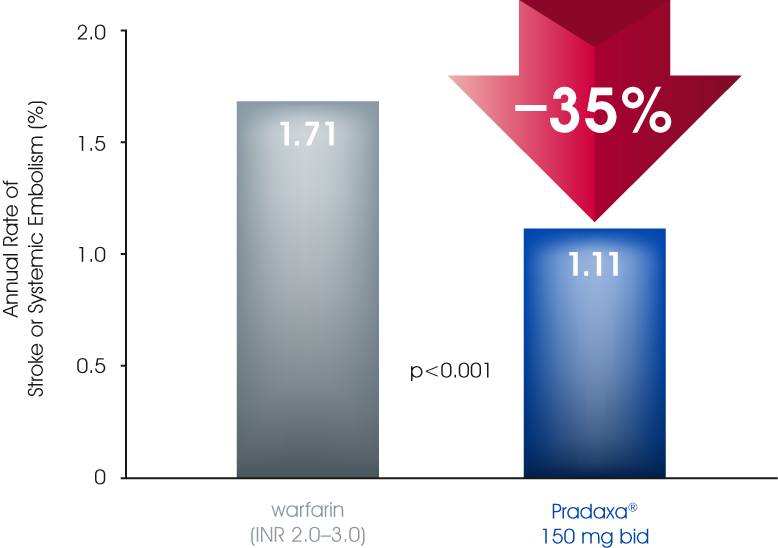 2.0
1.5
1.0
0.5
0
Annual Rate of
Stroke or Systemic Embolism (%)
1.71
–35%
1.11
p<0.001
warfarin
(INR 2.0–3.0)
Pradaxa®
150 mg bid